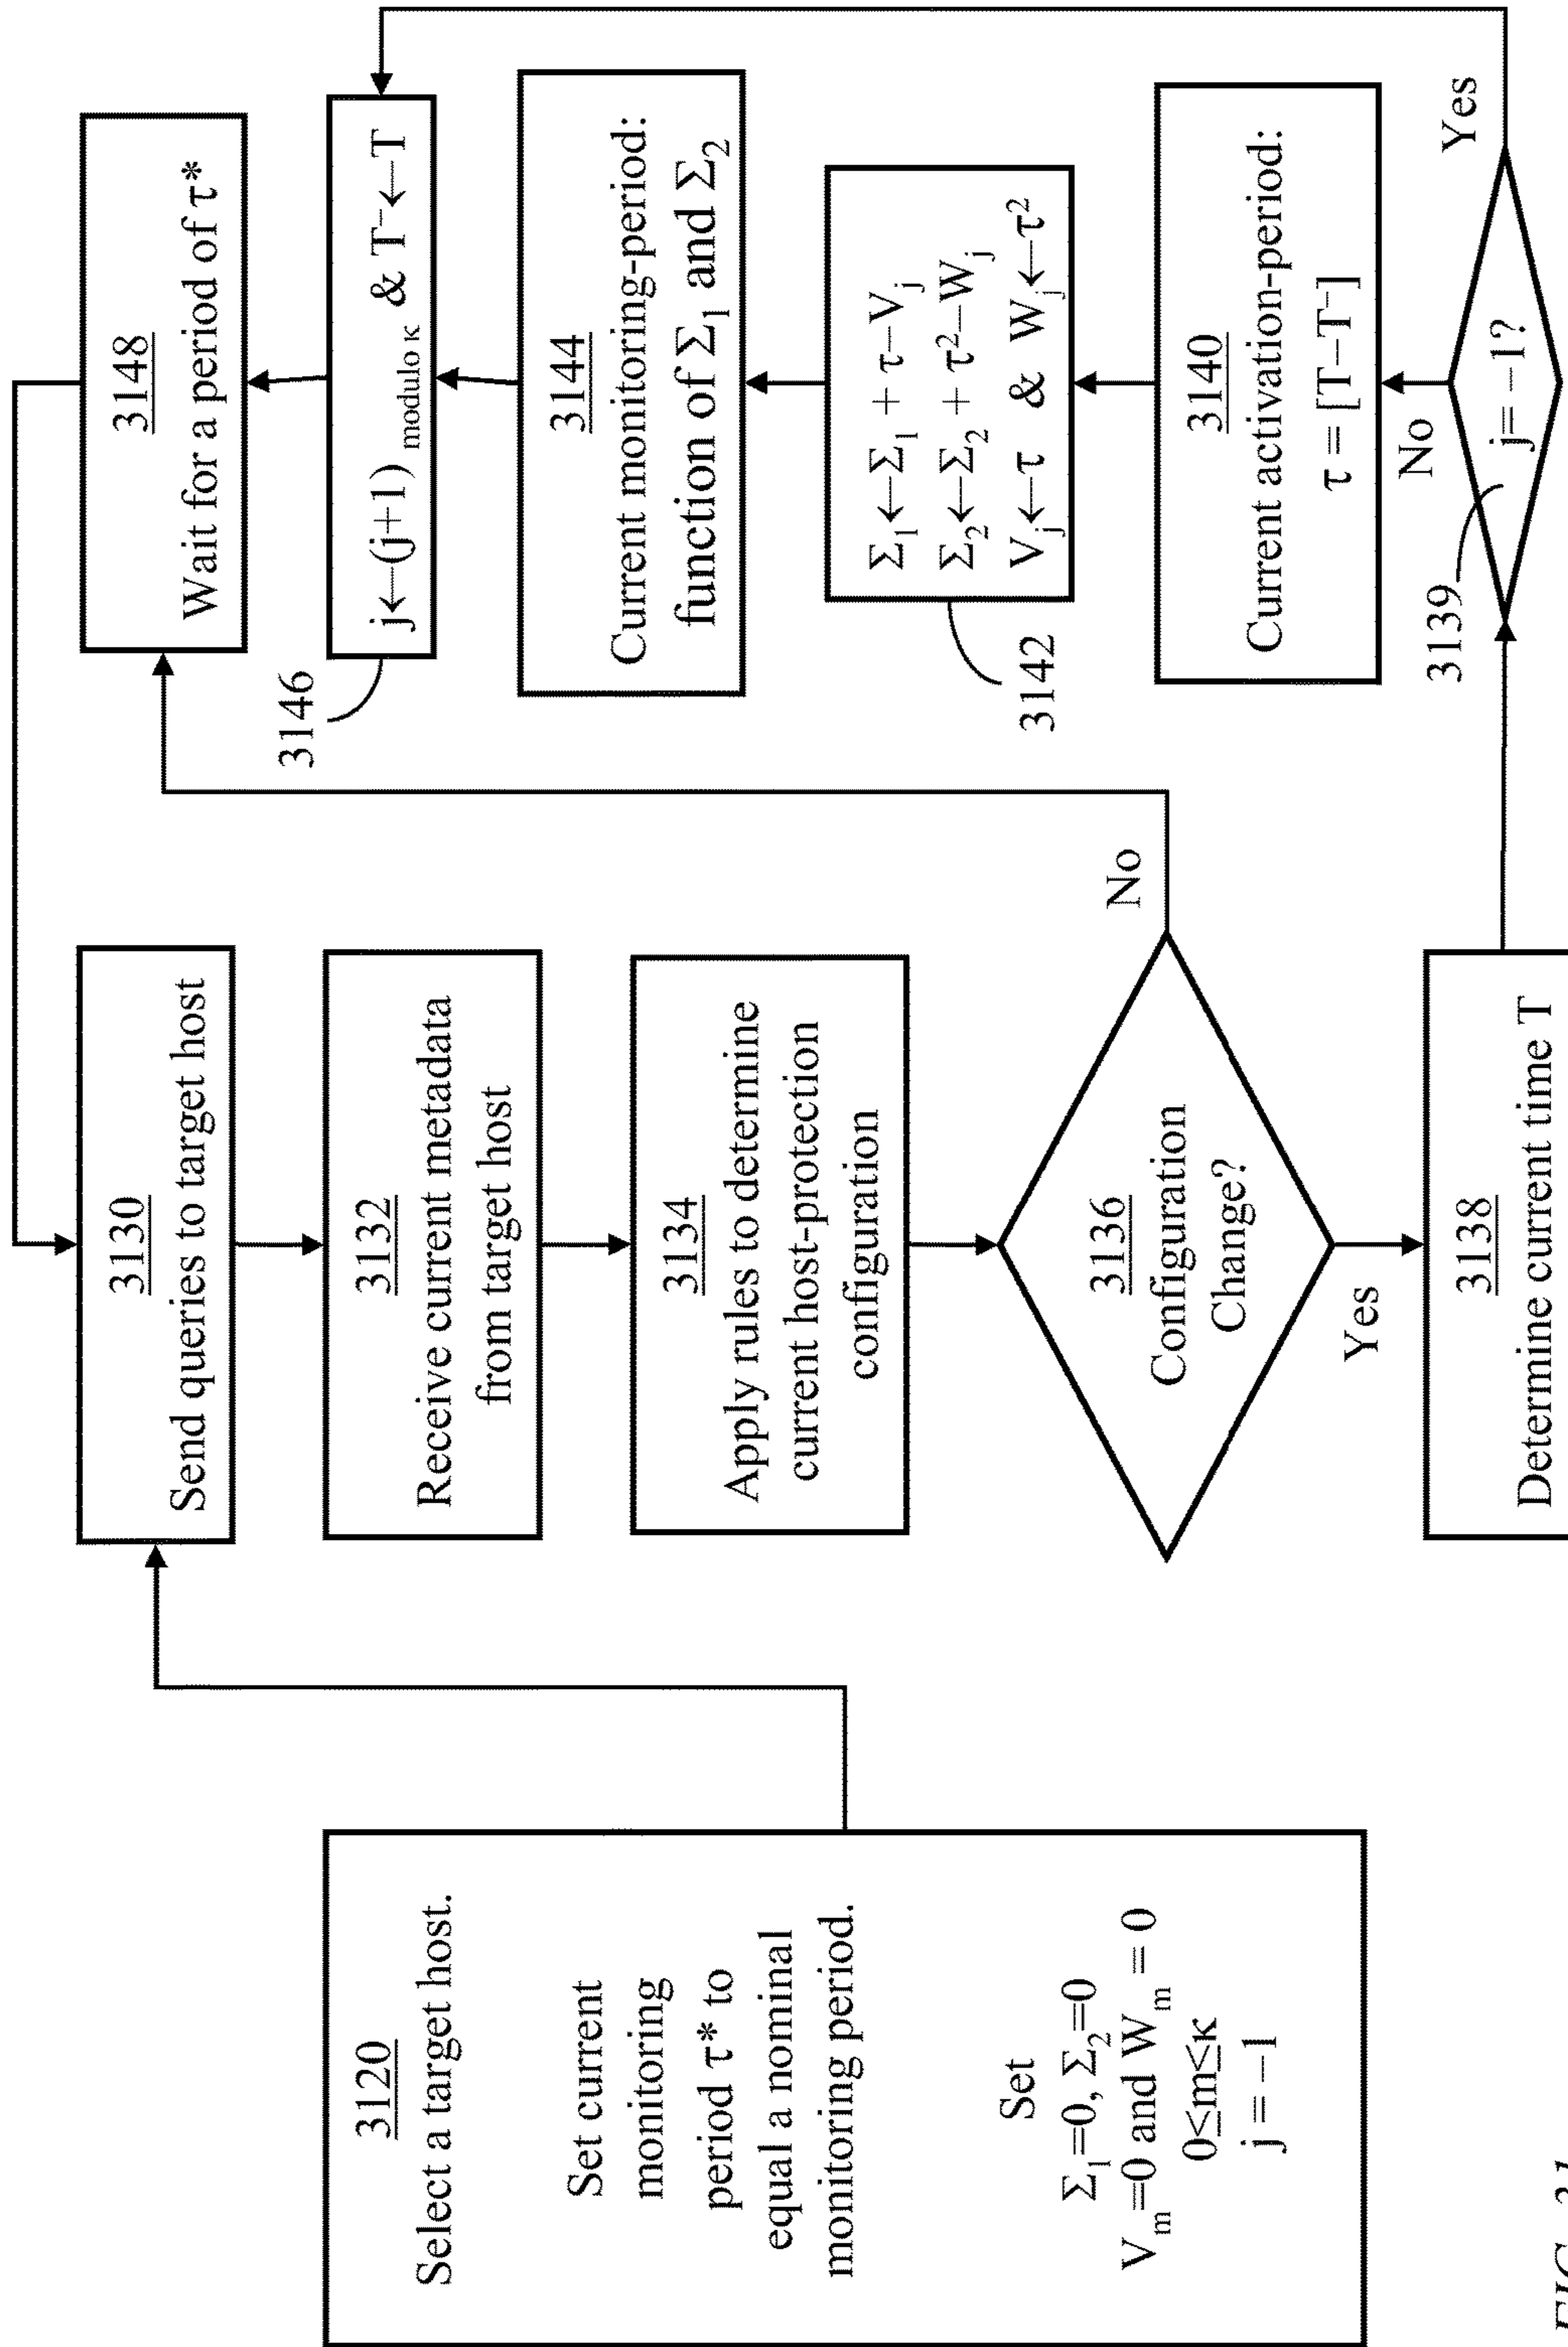 3120
Select a target host.
Set current
monitoring
period τ* to
equal a nominal
monitoring period.
Set
Σ₁=0, Σ₂=0
Vₘ=0 and Wₘ=0
0≤m≤κ
j=−1
3130
Send queries to target host
3132
Receive current metadata
from target host
3134
Apply rules to determine
current host-protection
configuration
3136
Configuration
Change?
No
Yes
3138
Determine current time T
3148
Wait for a period of τ*
3146
j←(j+1) modulo κ & T⁻←T
3144
Current monitoring-period:
function of Σ₁ and Σ₂
3142
Σ₁←Σ₁ + τ−Vⱼ
Σ₂←Σ₂ + τ²−Wⱼ
Vⱼ←τ & Wⱼ←τ²
3140
Current activation-period:
τ = [T−T⁻]
No
Yes
3139
j= −1?
FIG. 31